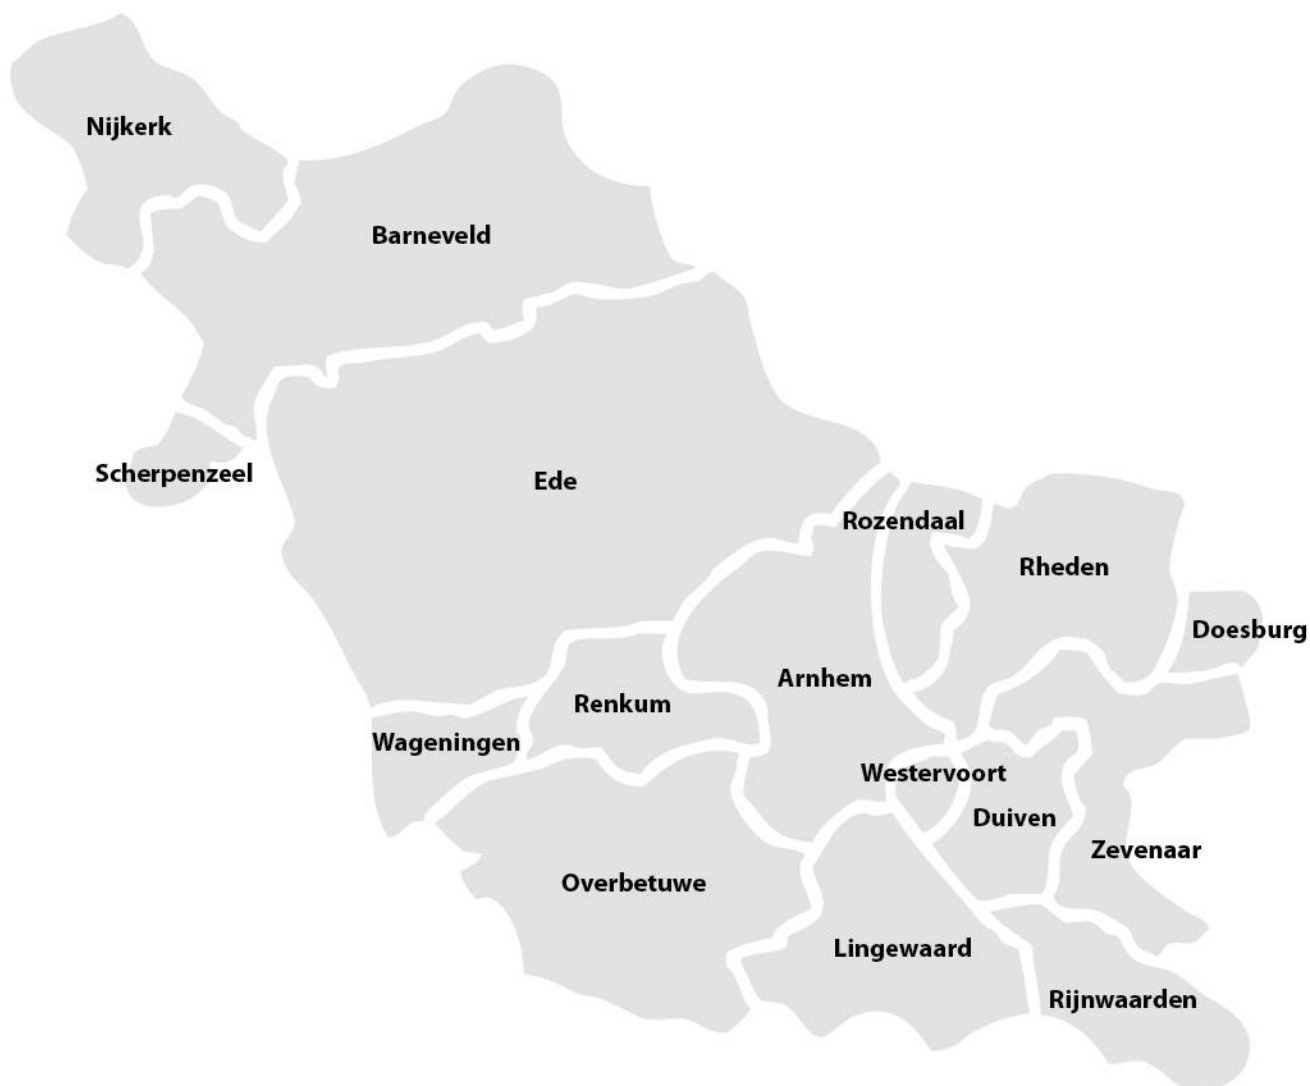 Nijkerk
Barneveld
Scherpenzeel
Ede
Rozendaal
Rheden
Doesburg
Arnhem
Renkum
Wageningen
Westervoort
Duiven
Zevenaar
Overbetuwe
Lingewaard
Rijnwaarden